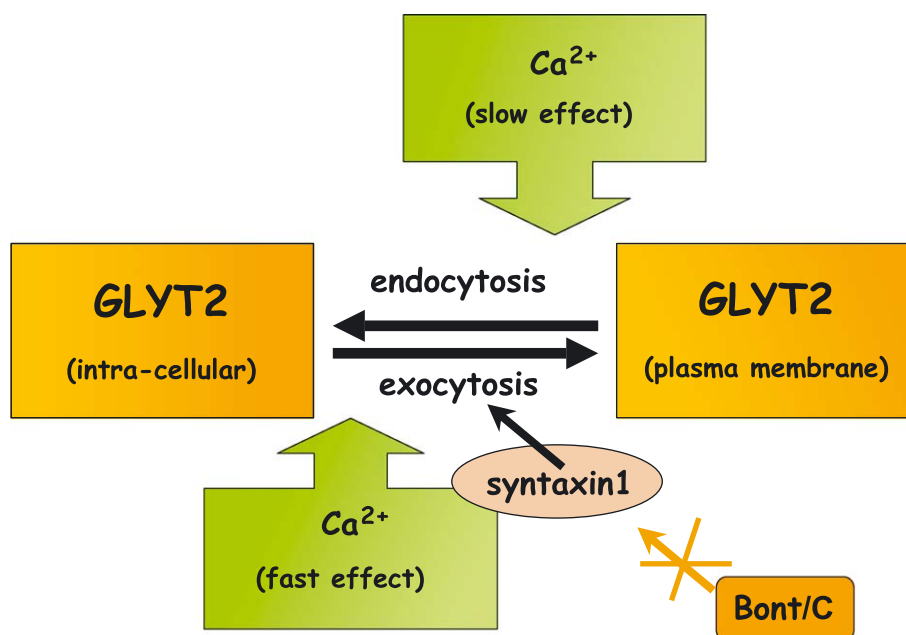 Ca²⁺
(slow effect)
endocytosis
GLYT2
(intra-cellular)
GLYT2
(plasma membrane)
exocytosis
syntaxin1
Ca²⁺
(fast effect)
Bont/C